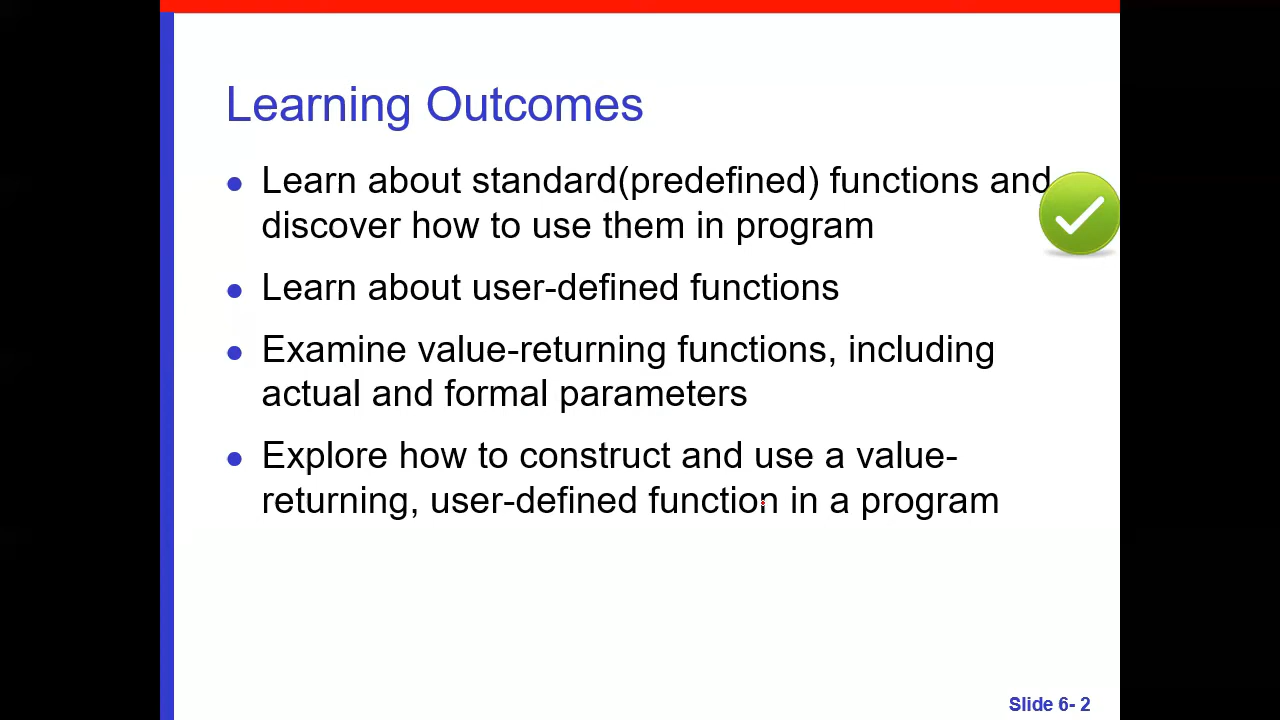 Learning Outcomes
Learn about standard(predefined) functions and
discover how to use them in program
Learn about user-defined functions
Examine value-returning functions, including
actual and formal parameters
Explore how to construct and use a value-
returning, user-defined function in a program
Slide 6- 2